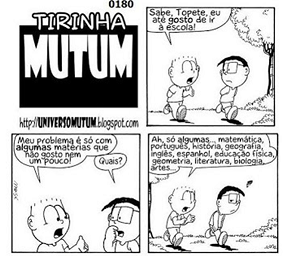 0180
TIRINHA
MUTUM
http://UNIVERSOMUTUM.blogspot.com
Sabe, Topete, eu
até gosto de ir
à escola!
Meu problema é só com
algumas matérias que
não gosto nem
um pouco!
Quais?
Ah, só algumas... matemática,
português, história, geografia,
inglês, espanhol, educação física,
geometria, literatura, biologia,
artes...